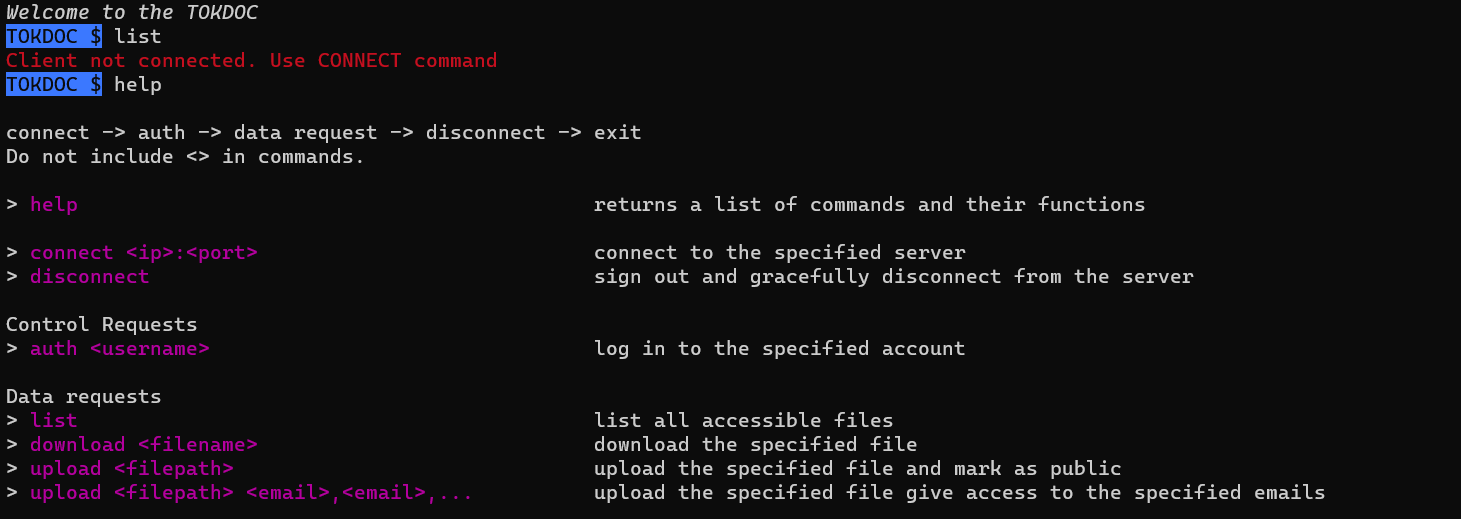 Welcome to the TOKDOC
TOKDOC $ list
Client not connected. Use CONNECT command
TOKDOC $ help
connect -> auth -> data request -> disconnect -> exit
Do not include <> in commands.
> help returns a list of commands and their functions
> connect <ip>:<port> connect to the specified server
> disconnect sign out and gracefully disconnect from the server
Control Requests
> auth <username> log in to the specified account
Data requests
> list list all accessible files
> download <filename> download the specified file
> upload <filepath> upload the specified file and mark as public
> upload <filepath> <email>,<email>,... upload the specified file give access to the specified emails